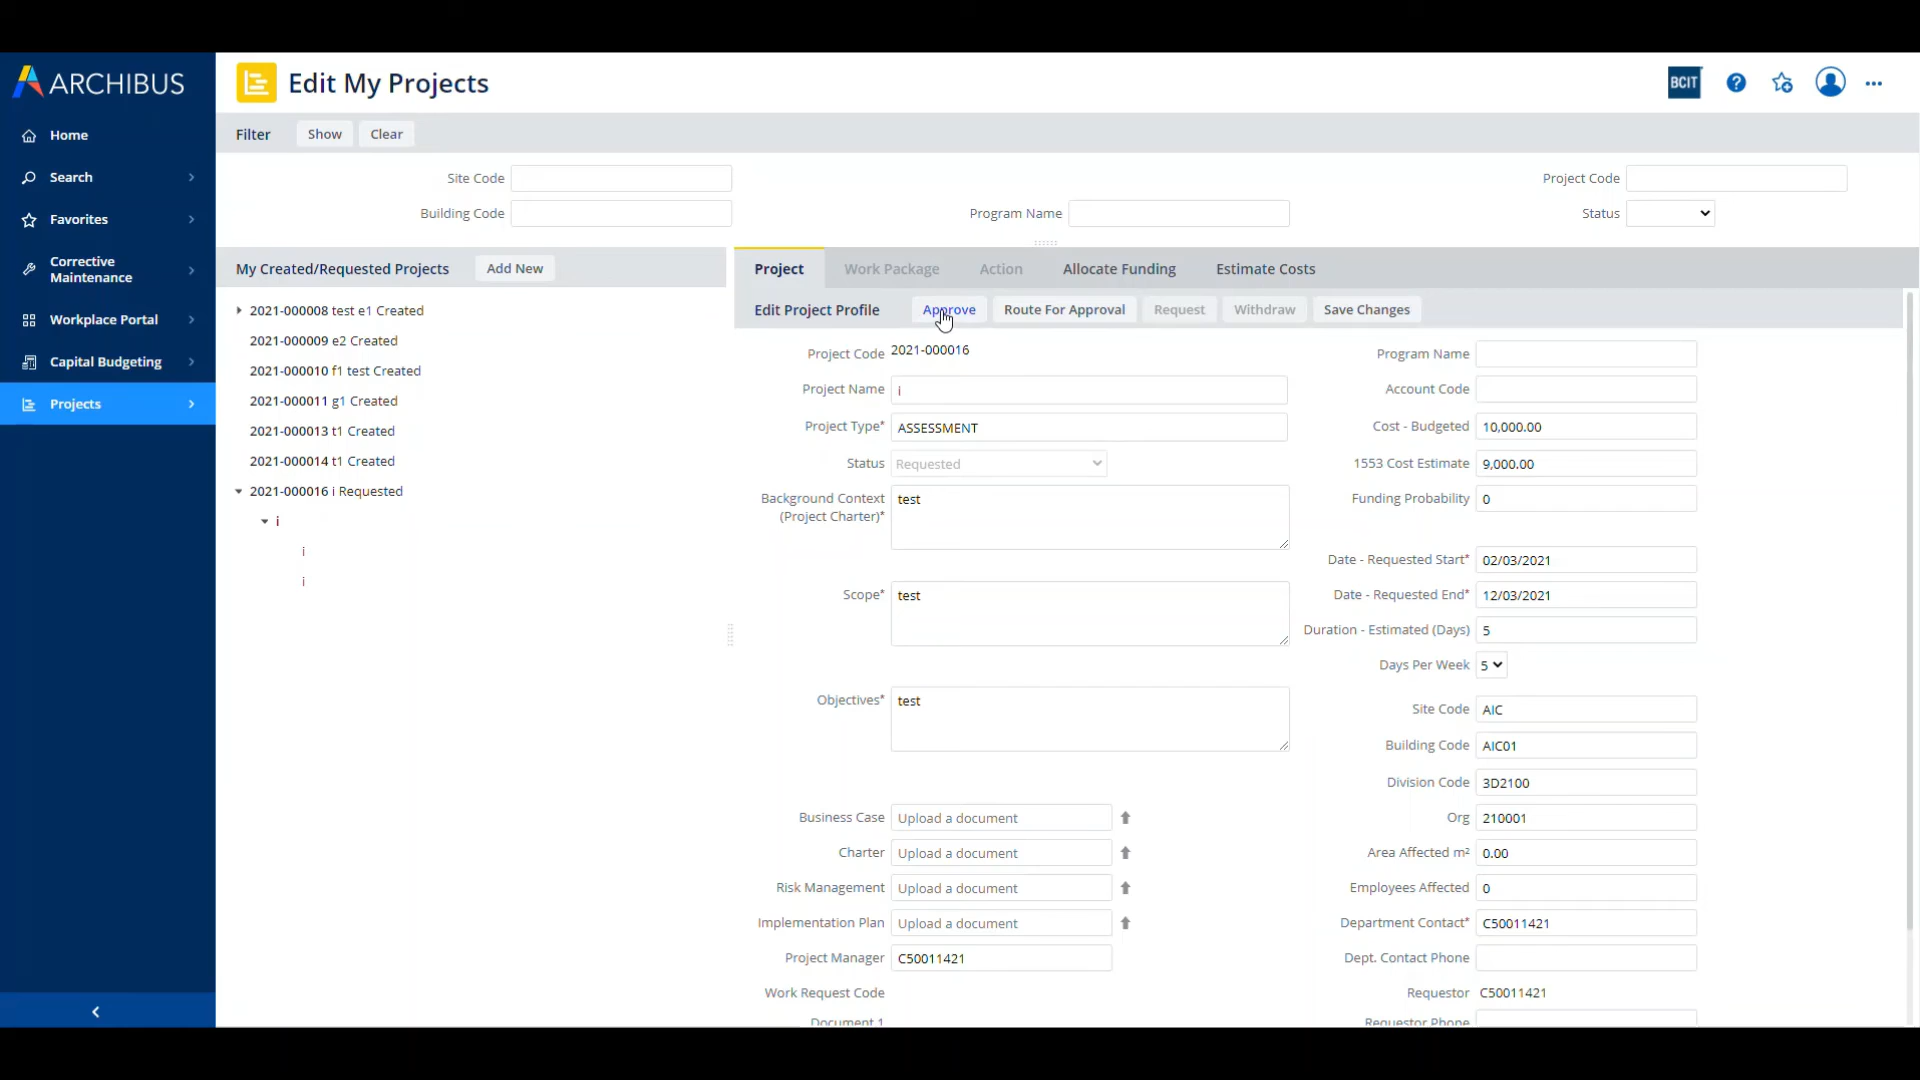 ARCHIBUS
Edit My Projects
BCIT
Home
Filter
Show
Clear
Search
Site Code
Project Code
Favorites
Building Code
Program Name
Status
Corrective
Maintenance
My Created/Requested Projects
Add New
Project
Work Package
Action
Allocate Funding
Estimate Costs
Workplace Portal
2021-000008 test e1 Created
Edit Project Profile
Approve
Route For Approval
Request
Withdraw
Save Changes
2021-000009 e2 Created
Project Code 2021-000016
Program Name
Capital Budgeting
2021-000010 f1 test Created
Project Name i
Account Code
Projects
2021-000011 g1 Created
Project Type* ASSESSMENT
Cost - Budgeted 10,000.00
2021-000013 t1 Created
2021-000014 t1 Created
Status Requested
1553 Cost Estimate 9,000.00
2021-000016 i Requested
Background Context
(Project Charter)*
test
Funding Probability 0
i
i
i
Date - Requested Start* 02/03/2021
Scope* test
Date - Requested End* 12/03/2021
Duration - Estimated (Days) 5
Days Per Week 5
Objectives* test
Site Code AIC
Building Code AIC01
Division Code 3D2100
Business Case Upload a document
Org 210001
Charter Upload a document
Area Affected m² 0.00
Risk Management Upload a document
Employees Affected 0
Implementation Plan Upload a document
Department Contact* C50011421
Project Manager C50011421
Dept. Contact Phone
Work Request Code
Requestor C50011421
Document 1
Requestor Phone